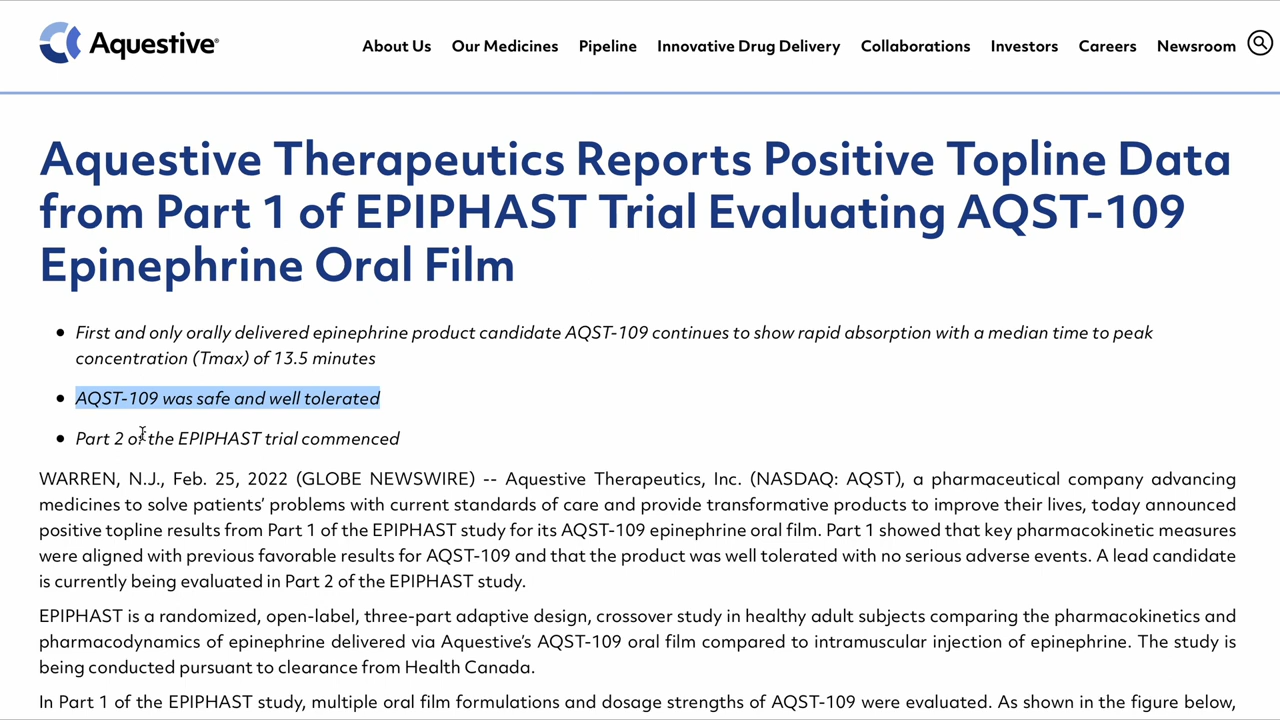 Aquestive
About Us Our Medicines Pipeline Innovative Drug Delivery Collaborations Investors Careers Newsroom
Aquestive Therapeutics Reports Positive Topline Data
from Part 1 of EPIPHAST Trial Evaluating AQST-109
Epinephrine Oral Film
• First and only orally delivered epinephrine product candidate AQST-109 continues to show rapid absorption with a median time to peak
concentration (Tmax) of 13.5 minutes
• AQST-109 was safe and well tolerated
• Part 2 of the EPIPHAST trial commenced
WARREN, N.J., Feb. 25, 2022 (GLOBE NEWSWIRE) -- Aquestive Therapeutics, Inc. (NASDAQ: AQST), a pharmaceutical company advancing
medicines to solve patients’ problems with current standards of care and provide transformative products to improve their lives, today announced
positive topline results from Part 1 of the EPIPHAST study for its AQST-109 epinephrine oral film. Part 1 showed that key pharmacokinetic measures
were aligned with previous favorable results for AQST-109 and that the product was well tolerated with no serious adverse events. A lead candidate
is currently being evaluated in Part 2 of the EPIPHAST study.
EPIPHAST is a randomized, open-label, three-part adaptive design, crossover study in healthy adult subjects comparing the pharmacokinetics and
pharmacodynamics of epinephrine delivered via Aquestive’s AQST-109 oral film compared to intramuscular injection of epinephrine. The study is
being conducted pursuant to clearance from Health Canada.
In Part 1 of the EPIPHAST study, multiple oral film formulations and dosage strengths of AQST-109 were evaluated. As shown in the figure below,